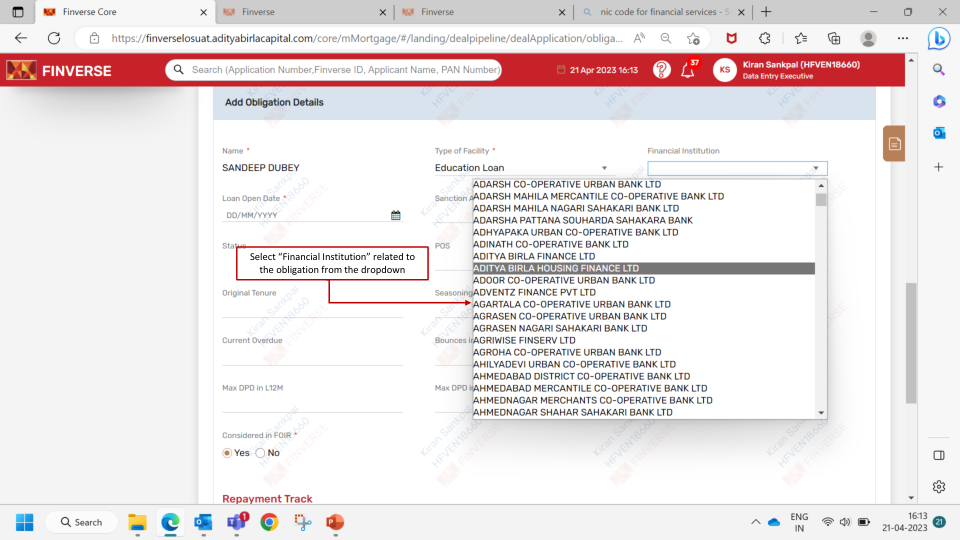 Finverse Core
Finverse
Finverse
nic code for financial services - S
https://finverselosuat.adityabirlacapital.com/core/mMortgage/#/landing/dealpipeline/dealApplication/obliga...
FINVERSE
Search (Application Number,Finverse ID, Applicant Name, PAN Number)
21 Apr 2023 16:13
37
KS
Kiran Sankpal (HFVEN18660)
Data Entry Executive
Add Obligation Details
Name *
Type of Facility *
Financial Institution
SANDEEP DUBEY
Education Loan
Loan Open Date *
Sanction A
DD/MM/YYYY
Status
POS
Select “Financial Institution” related to
the obligation from the dropdown
Original Tenure
Seasoning
Current Overdue
Bounces i
Max DPD in L12M
Max DPD i
ADARSH CO-OPERATIVE URBAN BANK LTD
ADARSH MAHILA MERCANTILE CO-OPERATIVE BANK LTD
ADARSH MAHILA NAGARI SAHAKARI BANK LTD
ADARSHA PATTANA SOUHARDA SAHAKARA BANK
ADHYAPAKA URBAN CO-OPERATIVE BANK LTD
ADINATH CO-OPERATIVE BANK LTD
ADITYA BIRLA FINANCE LTD
ADITYA BIRLA HOUSING FINANCE LTD
ADOOR CO-OPERATIVE URBAN BANK LTD
ADVENTZ FINANCE PVT LTD
AGARTALA CO-OPERATIVE URBAN BANK LTD
AGRASEN CO-OPERATIVE URBAN BANK LTD
AGRASEN NAGARI SAHAKARI BANK LTD
AGRIWISE FINSERV LTD
AGROHA CO-OPERATIVE URBAN BANK LTD
AHILYADEVI URBAN CO-OPERATIVE BANK LTD
AHMEDABAD DISTRICT CO-OPERATIVE BANK LTD
AHMEDABAD MERCANTILE CO-OPERATIVE BANK LTD
AHMEDNAGAR MERCHANTS CO-OPERATIVE BANK LTD
AHMEDNAGAR SHAHAR SAHAKARI BANK LTD
Considered in FOIR *
Yes
No
Repayment Track
Search
1
ENG
IN
16:13
21-04-2023
21